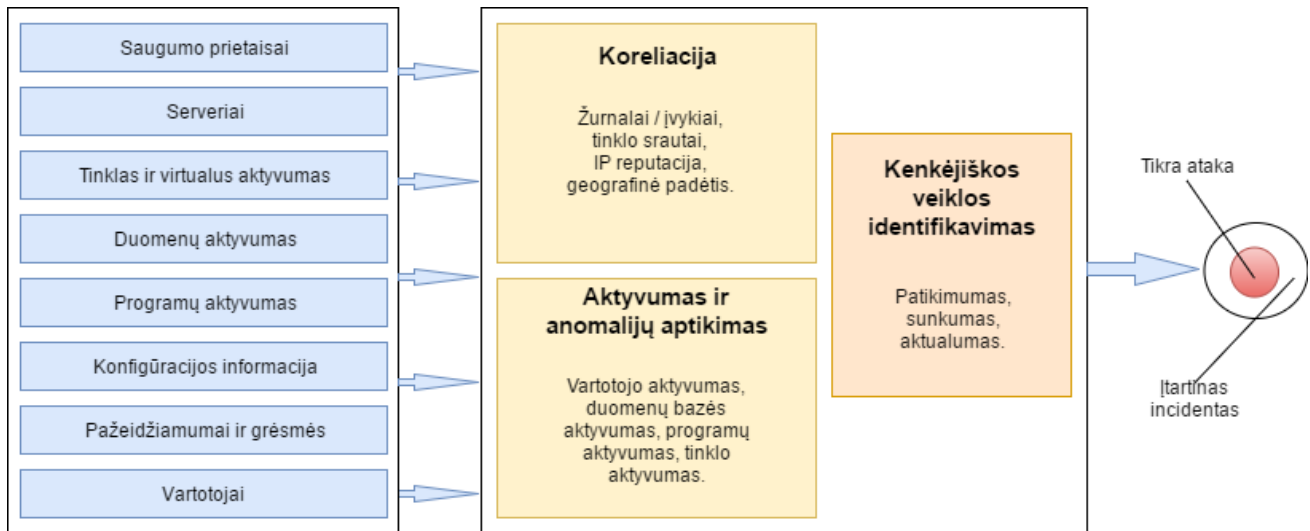 Saugumo prietaisai
Serveriai
Tinklas ir virtualus aktyvumas
Duomenų aktyvumas
Programų aktyvumas
Konfigūracijos informacija
Pažeidžiamumai ir grėsmės
Vartotojai
Koreliacija
Žurnalai / įvykiai,
tinklo srautai,
IP reputacija,
geografinė padėtis.
Aktyvumas ir
anomalijų aptikimas
Vartotojo aktyvumas,
duomenų bazės
aktyvumas, programų
aktyvumas, tinklo
aktyvumas.
Kenkėjiškos
veiklos
identifikavimas
Patikimumas,
sunkumas,
aktualumas.
Tikra ataka
Įtartinas
incidentas